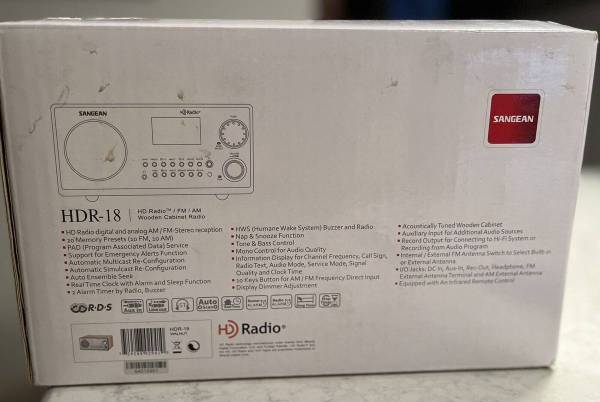 SANGEAN
HD Radio®
SANGEAN
HDR-18
HD Radio™ / FM / AM
Wooden Cabinet Radio
• HD Radio digital and analog AM / FM-Stereo reception
• 20 Memory Presets (10 FM, 10 AM)
• PAD (Program Associated Data) Service
• Support for Emergency Alerts Function
• Automatic Multicast Re-Configuration
• Automatic Simulcast Re-Configuration
• Auto Ensemble Seek
• Real Time Clock with Alarm and Sleep Function
• 2 Alarm Timer by Radio, Buzzer
• HWS (Humane Wake System) Buzzer and Radio
• Nap & Snooze Function
• Tone & Bass Control
• Mono Control for Audio Quality
• Information Display for Channel Frequency, Call Sign,
Radio Text, Audio Mode, Service Mode, Signal
Quality and Clock Time
• 10 Keys Button for AM / FM Frequency Direct Input
• Display Dimmer Adjustment
• Acoustically Tuned Wooden Cabinet
• Auxiliary Input for Additional Audio Sources
• Record Output for Connecting to Hi-Fi System or
Recording from Audio Program
• Internal / External FM Antenna Switch to Select Built-in
or External Antenna
• I/O Jacks: DC In, Aux-In, Rec-Out, Headphone, FM
External Antenna Terminal and AM External Antenna
• Equipped with An Infrared Remote Control
R·D·S
Aux-in
Auto
HDR-18
WALNUT
HD Radio®